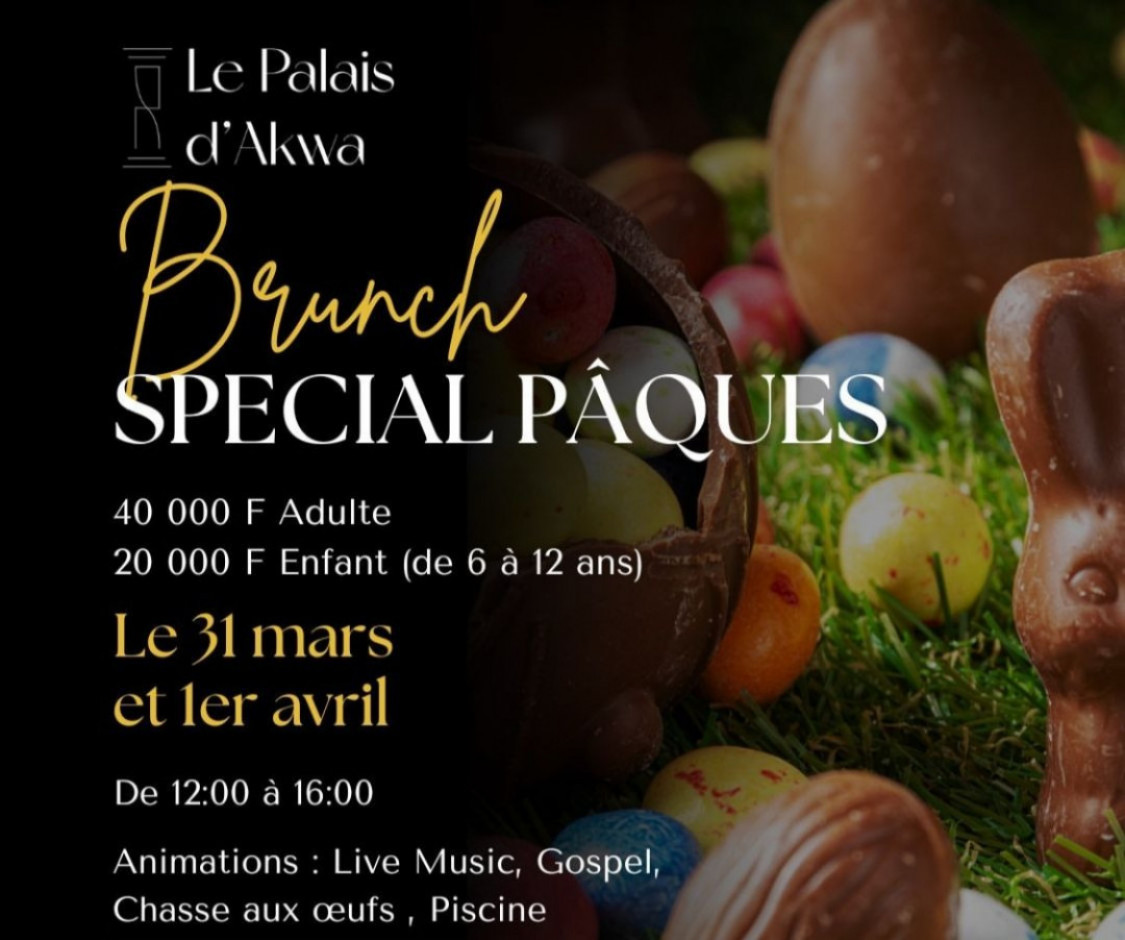 Le Palais
d'Akwa
Brunch
SPECIAL PÂQUES
40 000 F Adulte
20 000 F Enfant (de 6 à 12 ans)
Le 31 mars
et 1er avril
De 12:00 à 16:00
Animations : Live Music, Gospel,
Chasse aux œufs , Piscine